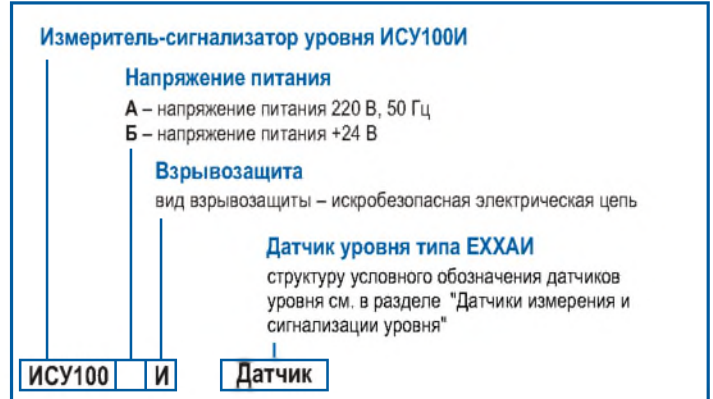 Измеритель-сигнализатор уровня ИСУ100И
Напряжение питания
А – напряжение питания 220 В, 50 Гц
Б – напряжение питания +24 В
Взрывозащита
вид взрывозащиты – искробезопасная электрическая цепь
Датчик уровня типа ЕХХАИ
структуру условного обозначения датчиков
уровня см. в разделе "Датчики измерения и
сигнализации уровня"
ИСУ100 И Датчик